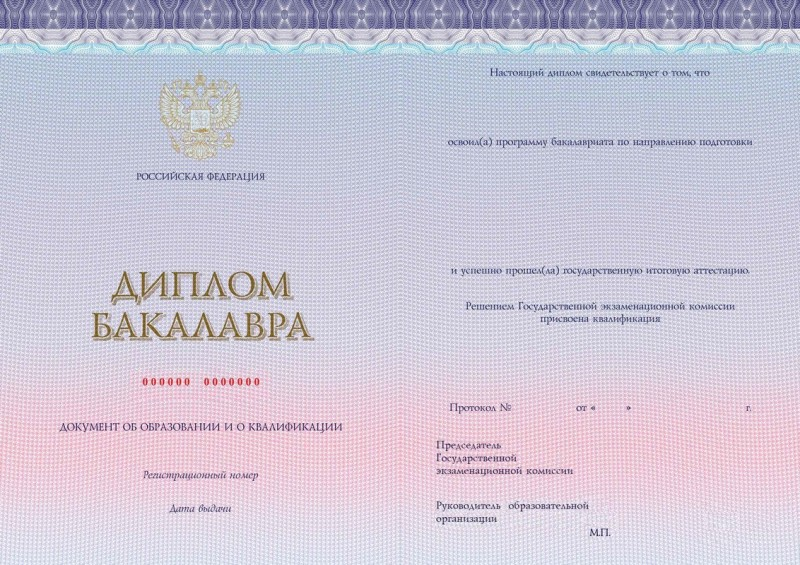 РОССИЙСКАЯ ФЕДЕРАЦИЯ
ДИПЛОМ
БАКАЛАВРА
000000 0000000
ДОКУМЕНТ ОБ ОБРАЗОВАНИИ И О КВАЛИФИКАЦИИ
Регистрационный номер
Дата выдачи
Настоящий диплом свидетельствует о том, что
освоил(а) программу бакалавриата по направлению подготовки
и успешно прошел(ла) государственную итоговую аттестацию.
Решением Государственной экзаменационной комиссии
присвоена квалификация
Протокол № от « » г.
Председатель
Государственной
экзаменационной комиссии
Руководитель образовательной
организации
М.П.